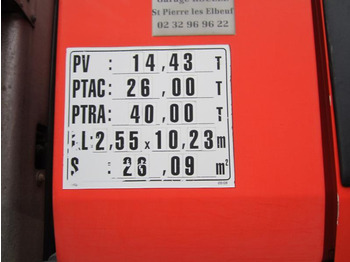 St Pierre les Elbeuf
02 32 96 96 22
PV : 14,43 T
PTAC: 26,00 T
PTRA: 40,00 T
L:2,55 x 10,23 m
S : 26,09 m²